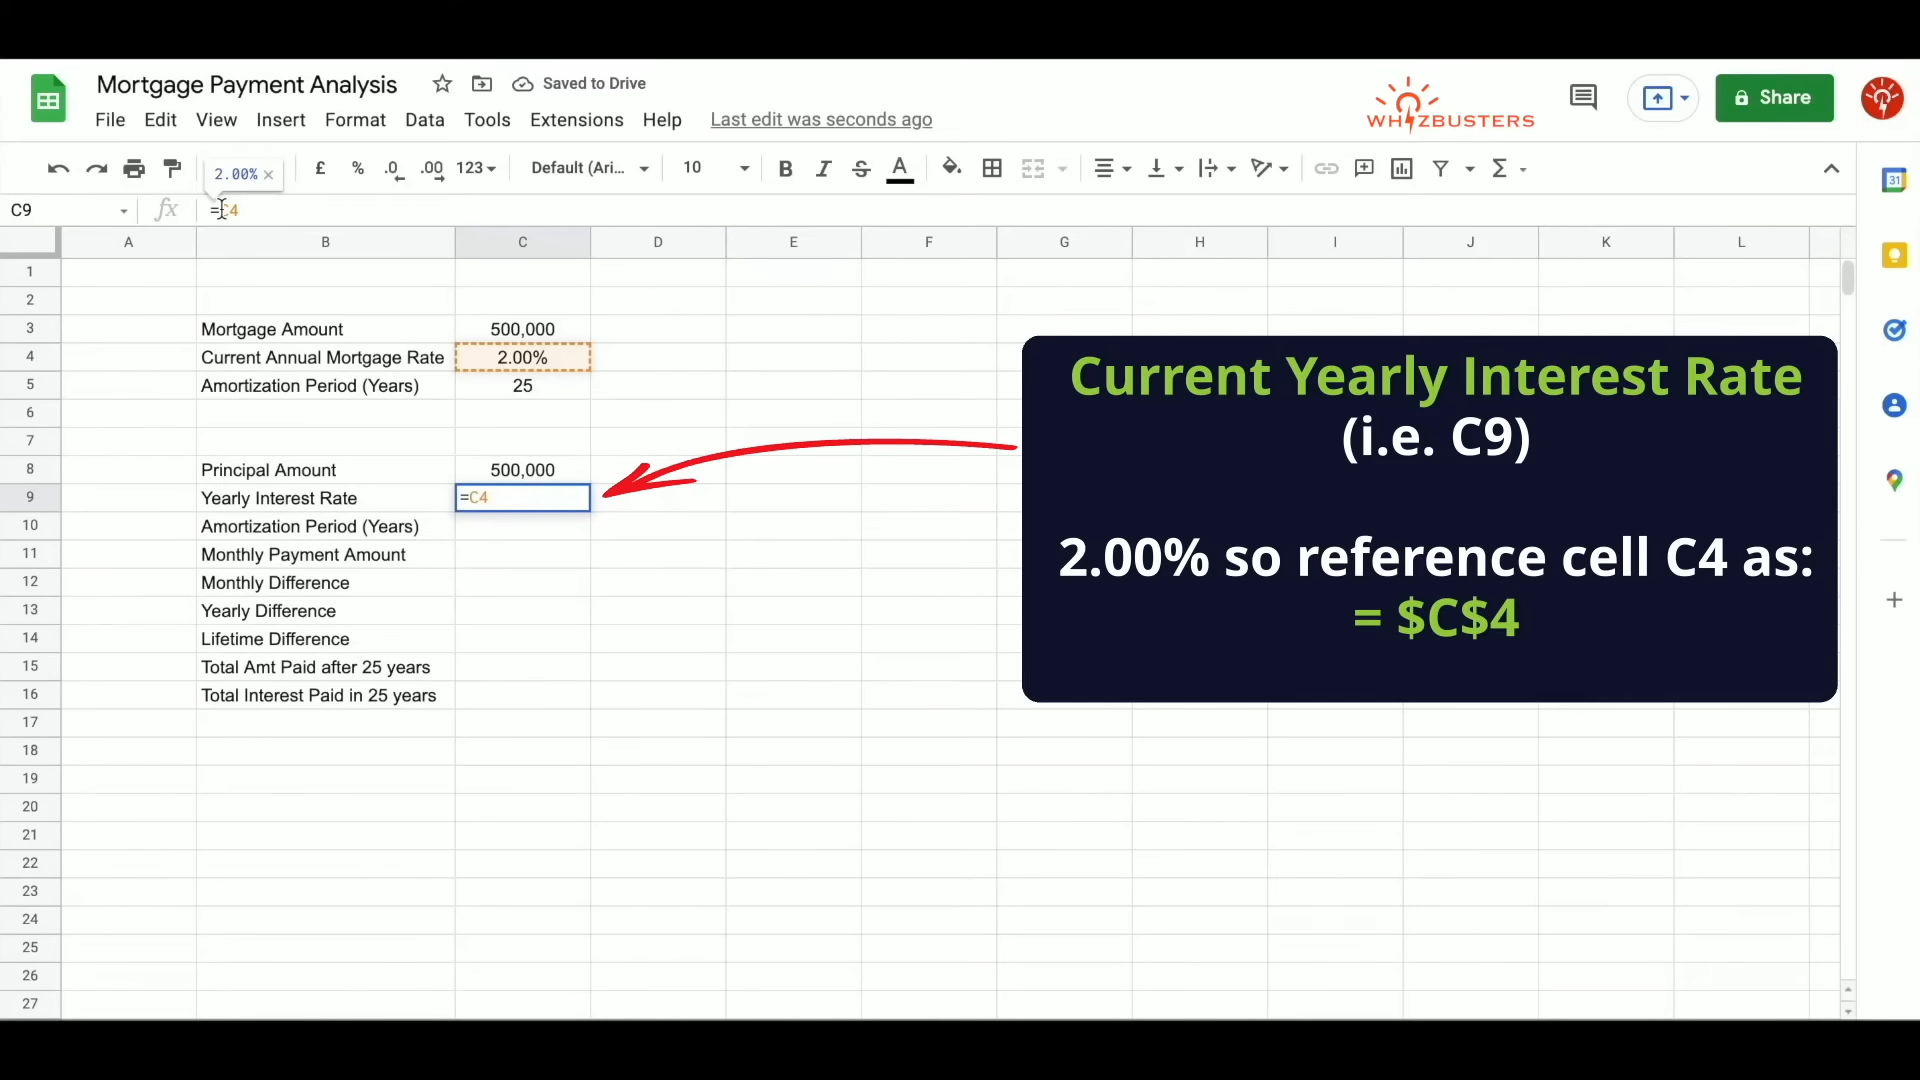 Mortgage Payment Analysis
Saved to Drive
File Edit View Insert Format Data Tools Extensions Help Last edit was seconds ago
WHIZBUSTERS
Share
2.00% ×
£ % .0 .00 123 Default (Ari... 10 B I S A Σ
31
C9 fx =C4
A B C D E F G H I J K L
1
2
3 Mortgage Amount 500,000
4 Current Annual Mortgage Rate 2.00%
5 Amortization Period (Years) 25
6
7
8 Principal Amount 500,000
9 Yearly Interest Rate =C4
10 Amortization Period (Years)
11 Monthly Payment Amount
12 Monthly Difference
13 Yearly Difference
14 Lifetime Difference
15 Total Amt Paid after 25 years
16 Total Interest Paid in 25 years
17
18
19
20
21
22
23
24
25
26
27
Current Yearly Interest Rate
(i.e. C9)
2.00% so reference cell C4 as:
= $C$4